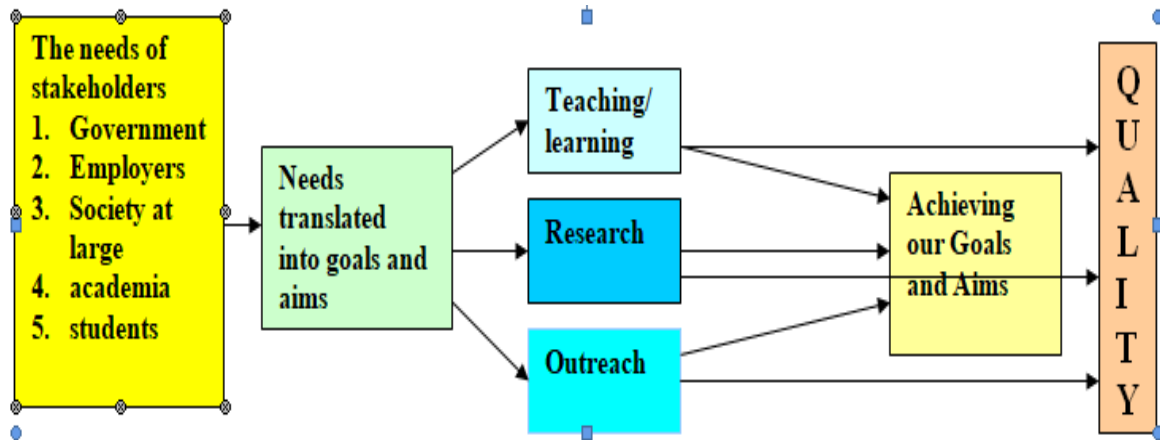 The needs of
stakeholders
1. Government
2. Employers
3. Society at
large
4. academia
5. students
Needs
translated
into goals and
aims
Teaching/
learning
Research
Outreach
Achieving
our Goals
and Aims
Q
U
A
L
I
T
Y